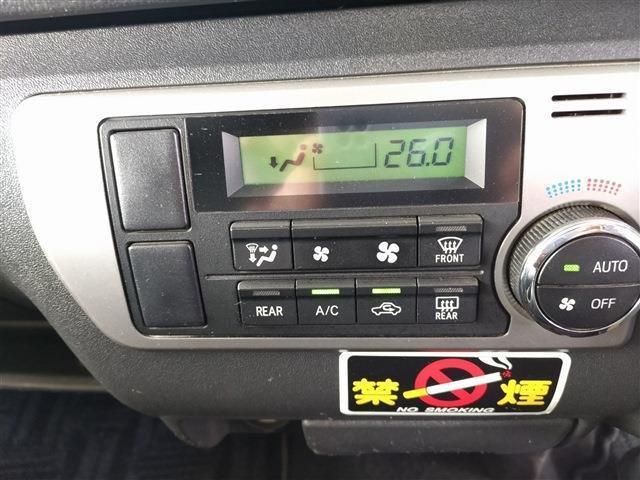 26.0
FRONT
AUTO
OFF
REAR
A/C
REAR
禁煙
NO SMOKING